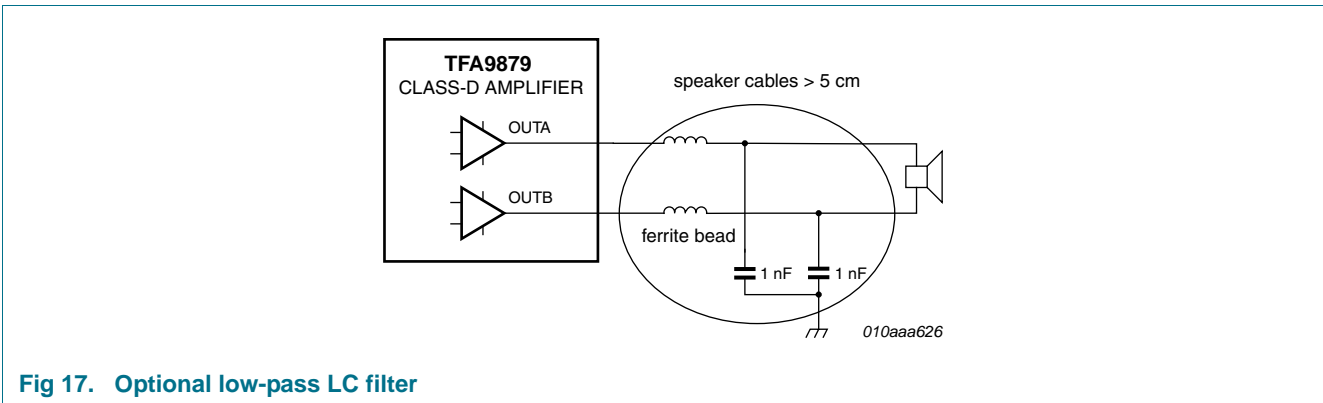 TFA9879
CLASS-D AMPLIFIER
speaker cables > 5 cm
OUTA
OUTB
ferrite bead
1 nF
1 nF
010aaa626
Fig 17. Optional low-pass LC filter